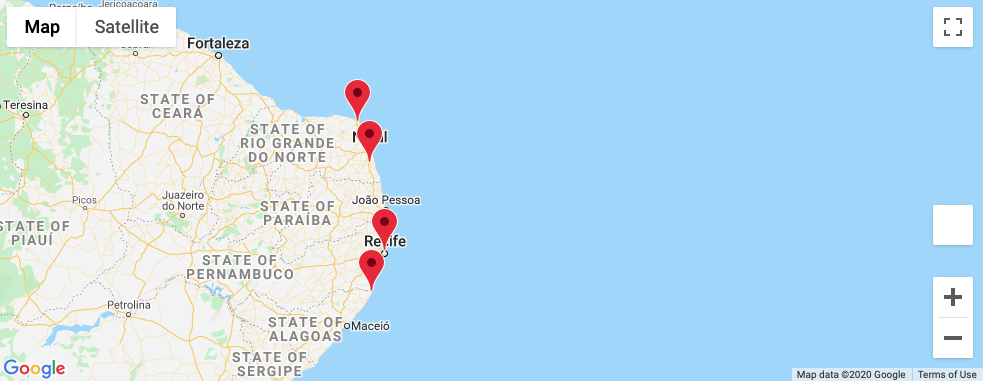 Jericoacoara
Map
Satellite
Fortaleza
Teresina
STATE OF
CEARÁ
STATE OF
RIO GRANDE
DO NORTE
João Pessoa
Picos
Juazeiro
do Norte
STATE OF
PARAÍBA
STATE OF
PIAUÍ
Recife
STATE OF
PERNAMBUCO
Petrolina
STATE OF
ALAGOAS
Maceió
STATE OF
SERGIPE
Google
Map data ©2020 Google
Terms of Use